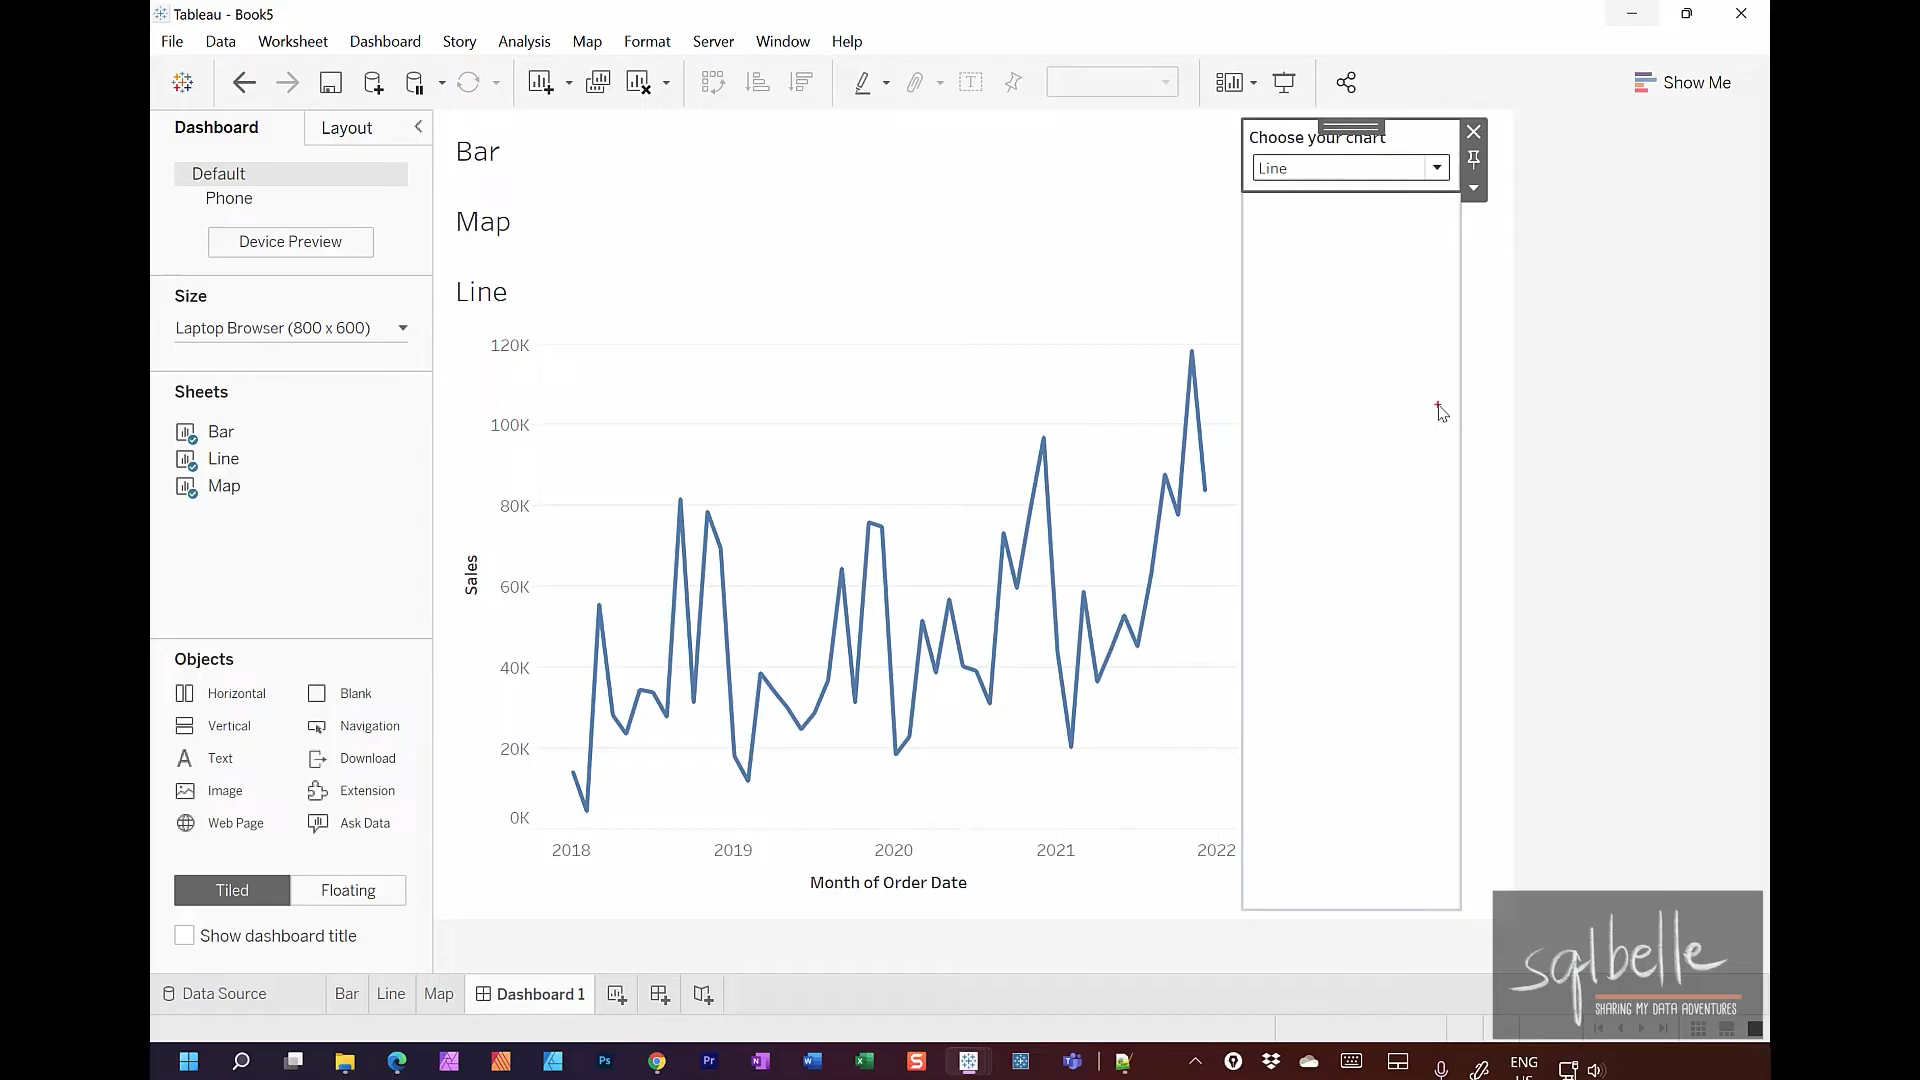 Tableau - Book5
File Data Worksheet Dashboard Story Analysis Map Format Server Window Help
Show Me
Dashboard Layout
Default
Phone
Device Preview
Size
Laptop Browser (800 x 600)
Sheets
Bar
Line
Map
Objects
Horizontal Blank
Vertical Navigation
Text Download
Image Extension
Web Page Ask Data
Tiled Floating
Show dashboard title
Bar
Map
Line
120K
100K
80K
60K
40K
20K
0K
Sales
2018 2019 2020 2021 2022
Month of Order Date
Choose your chart
Line
sqlbelle
SHARING MY DATA ADVENTURES
Data Source Bar Line Map Dashboard 1
Ps Pr
ENG